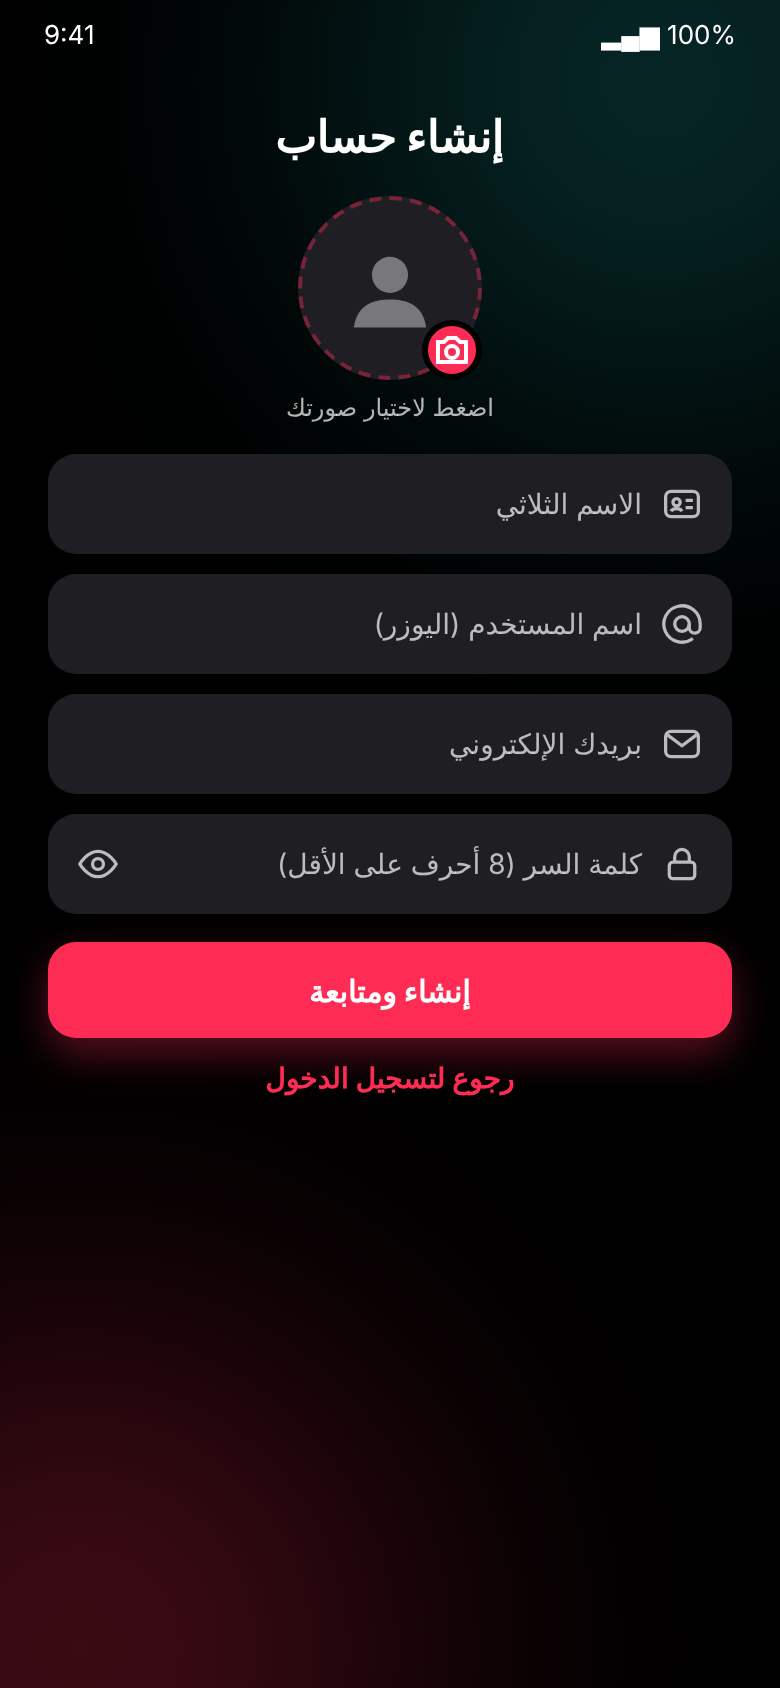 9:41
100%
إنشاء حساب
اضغط لاختيار صورتك
الاسم الثلاثي
اسم المستخدم (اليوزر)
بريدك الإلكتروني
كلمة السر (8 أحرف على الأقل)
إنشاء ومتابعة
رجوع لتسجيل الدخول